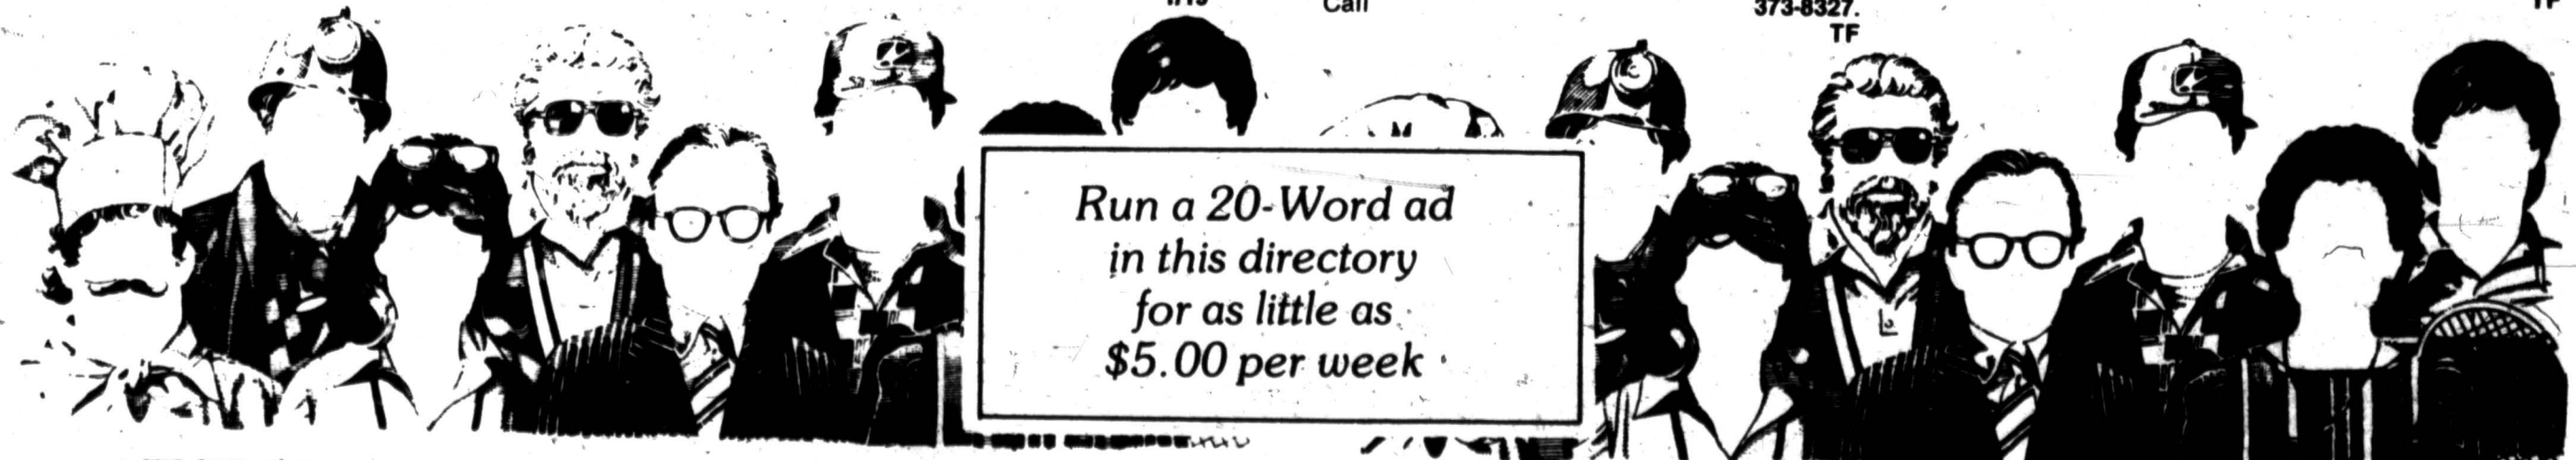 Call
373-8327.
TF
TF
Run a 20-Word ad
in this directory
for as little as
$5.00 per week